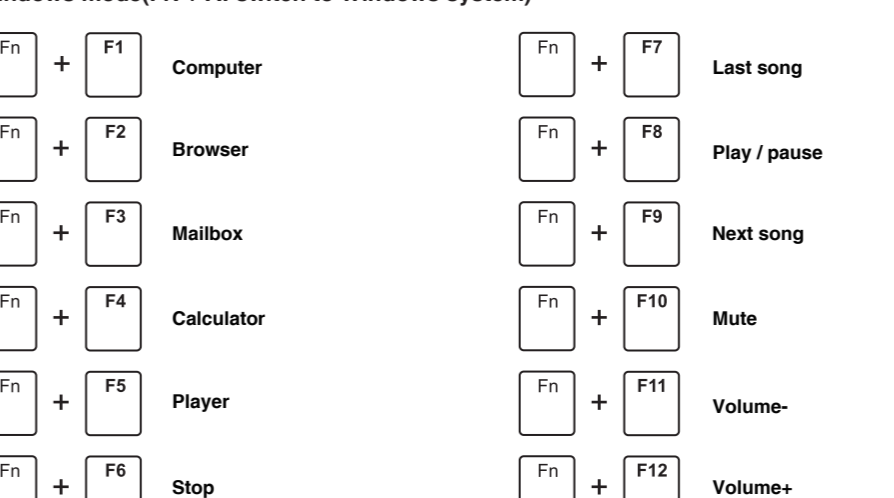 Fn + F1 Computer
Fn + F2 Browser
Fn + F3 Mailbox
Fn + F4 Calculator
Fn + F5 Player
Fn + F6 Stop
Fn + F7 Last song
Fn + F8 Play / pause
Fn + F9 Next song
Fn + F10 Mute
Fn + F11 Volume-
Fn + F12 Volume+